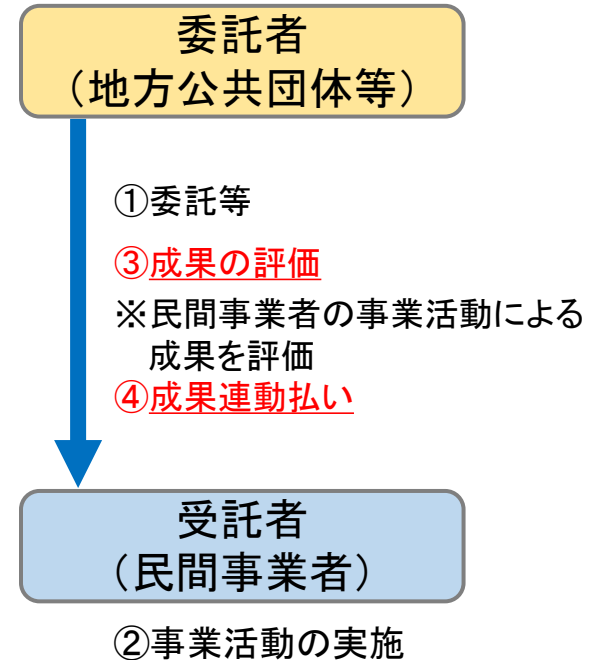 委託者
（地方公共団体等）
①委託等
③成果の評価
※民間事業者の事業活動による
成果を評価
④成果連動払い
受託者
（民間事業者）
②事業活動の実施